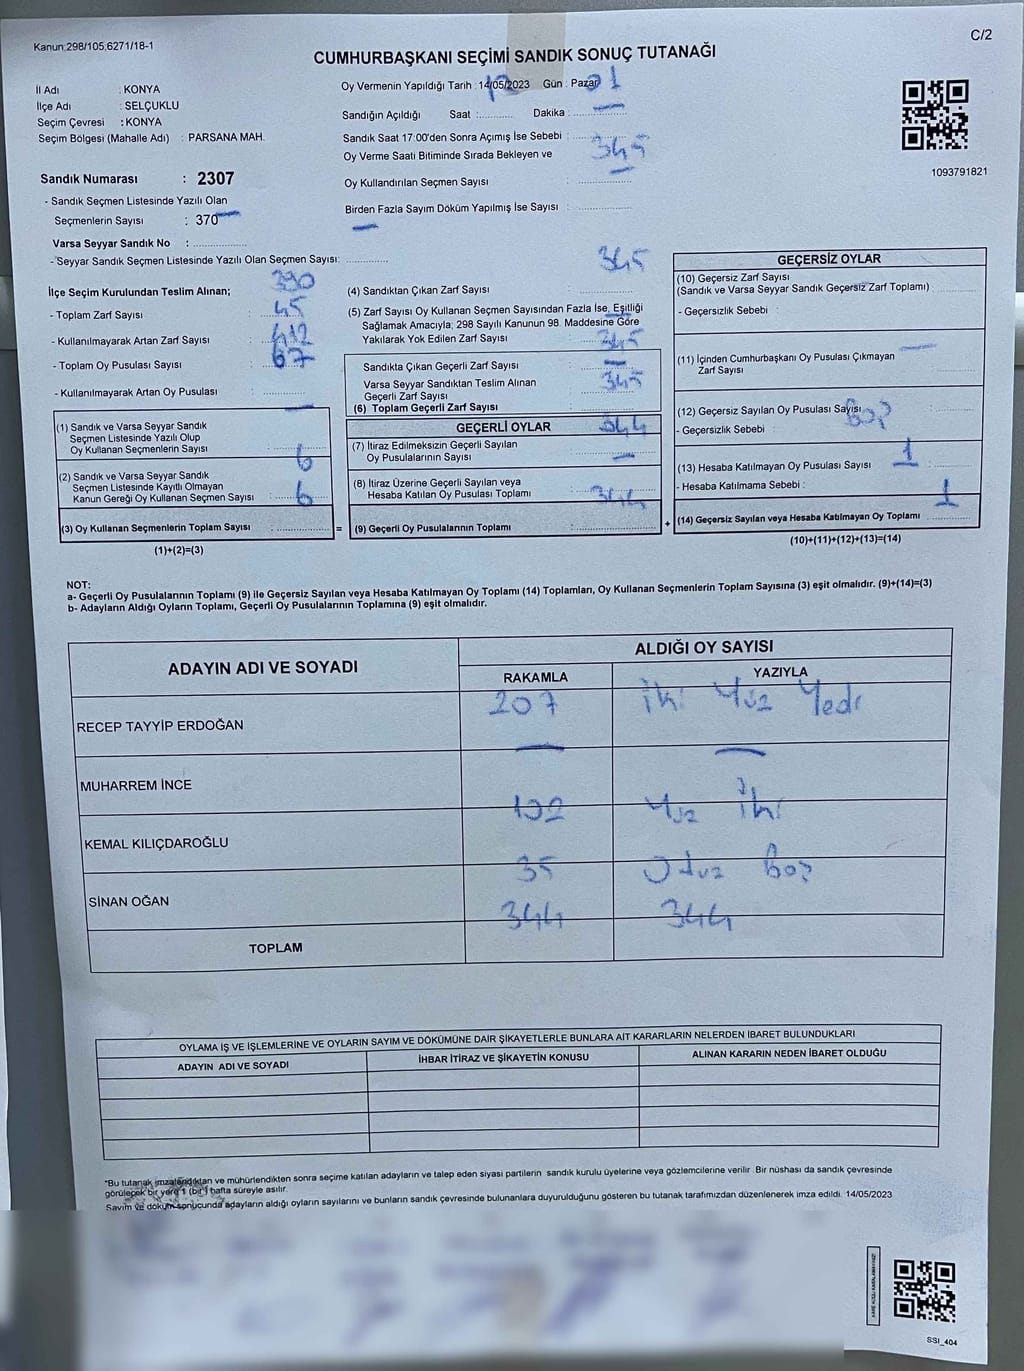 Kanun:298/105;6271/18-1
C/2
CUMHURBAŞKANI SEÇİMİ SANDIK SONUÇ TUTANAĞI
İl Adı : KONYA
İlçe Adı : SELÇUKLU
Seçim Çevresi : KONYA
Seçim Bölgesi (Mahalle Adı) : PARSANA MAH.
Sandık Numarası : 2307
- Sandık Seçmen Listesinde Yazılı Olan
Seçmenlerin Sayısı : 370
Varsa Seyyar Sandık No : ..................
- Seyyar Sandık Seçmen Listesinde Yazılı Olan Seçmen Sayısı: ..............
Oy Vermenin Yapıldığı Tarih : 14/05/2023 Gün : Pazar
Sandığın Açıldığı Saat :............ Dakika :
Sandık Saat 17:00'den Sonra Açımış İse Sebebi :
Oy Verme Saati Bitiminde Sırada Bekleyen ve
345
Oy Kullandırılan Seçmen Sayısı :
Birden Fazla Sayım Döküm Yapılmış İse Sayısı :
1093791821
İlçe Seçim Kurulundan Teslim Alınan;
390
- Toplam Zarf Sayısı :
45
- Kullanılmayarak Artan Zarf Sayısı :
412
- Toplam Oy Pusulası Sayısı :
67
- Kullanılmayarak Artan Oy Pusulası :
(1) Sandık ve Varsa Seyyar Sandık
Seçmen Listesinde Yazılı Olup
Oy Kullanan Seçmenlerin Sayısı :
6
(2) Sandık ve Varsa Seyyar Sandık
Seçmen Listesinde Kayıtlı Olmayan
Kanun Gereği Oy Kullanan Seçmen Sayısı :
6
(3) Oy Kullanan Seçmenlerin Toplam Sayısı :
(1)+(2)=(3)
345
(4) Sandıktan Çıkan Zarf Sayısı :
(5) Zarf Sayısı Oy Kullanan Seçmen Sayısından Fazla İse, Eşitliği
Sağlamak Amacıyla; 298 Sayılı Kanunun 98. Maddesine Göre
Yakılarak Yok Edilen Zarf Sayısı :
345
Sandıkta Çıkan Geçerli Zarf Sayısı :
Varsa Seyyar Sandıktan Teslim Alınan
Geçerli Zarf Sayısı :
345
(6) Toplam Geçerli Zarf Sayısı :
GEÇERLİ OYLAR
344
(7) İtiraz Edilmeksizin Geçerli Sayılan
Oy Pusulalarının Sayısı :
(8) İtiraz Üzerine Geçerli Sayılan veya
Hesaba Katılan Oy Pusulası Toplamı :
344
= (9) Geçerli Oy Pusulalarının Toplamı :
GEÇERSİZ OYLAR
(10) Geçersiz Zarf Sayısı
(Sandık ve Varsa Seyyar Sandık Geçersiz Zarf Toplamı) :
- Geçersizlik Sebebi :
(11) İçinden Cumhurbaşkanı Oy Pusulası Çıkmayan
Zarf Sayısı :
(12) Geçersiz Sayılan Oy Pusulası Sayısı :
Boş
- Geçersizlik Sebebi :
(13) Hesaba Katılmayan Oy Pusulası Sayısı :
1
- Hesaba Katılmama Sebebi :
1
+ (14) Geçersiz Sayılan veya Hesaba Katılmayan Oy Toplamı
(10)+(11)+(12)+(13)=(14)
NOT:
a- Geçerli Oy Pusulalarının Toplamı (9) ile Geçersiz Sayılan veya Hesaba Katılmayan Oy Toplamı (14) Toplamları, Oy Kullanan Seçmenlerin Toplam Sayısına (3) eşit olmalıdır. (9)+(14)=(3)
b- Adayların Aldığı Oyların Toplamı, Geçerli Oy Pusulalarının Toplamına (9) eşit olmalıdır.
ADAYIN ADI VE SOYADI
ALDIĞI OY SAYISI
RAKAMLA
YAZIYLA
RECEP TAYYİP ERDOĞAN 207 İki Yüz Yedi
MUHARREM İNCE
KEMAL KILIÇDAROĞLU 102 Yüz İki
SİNAN OĞAN 35 Otuz Boş
TOPLAM 344 344
OYLAMA İŞ VE İŞLEMLERİNE VE OYLARIN SAYIM VE DÖKÜMÜNE DAİR ŞİKAYETLERLE BUNLARA AİT KARARLARIN NELERDEN İBARET BULUNDUKLARI
ADAYIN ADI VE SOYADI
İHBAR İTİRAZ VE ŞİKAYETİN KONUSU
ALINAN KARARIN NEDEN İBARET OLDUĞU
*Bu tutanak imzalendiktan ve mühürlendikten sonra seçime katılan adayların ve talep eden siyasi partilerin sandık kurulu üyelerine veya gözlemcilerine verilir. Bir nüshası da sandık çevresinde
görülecek bir yere 1 (bir) hafta süreyle asılır.
Sayım ve döküm sonucunda adayların aldığı oyların sayılarını ve bunların sandık çevresinde bulunanlara duyurulduğunu gösteren bu tutanak tarafımızdan düzenlenerek imza edildi. 14/05/2023
SSI_404